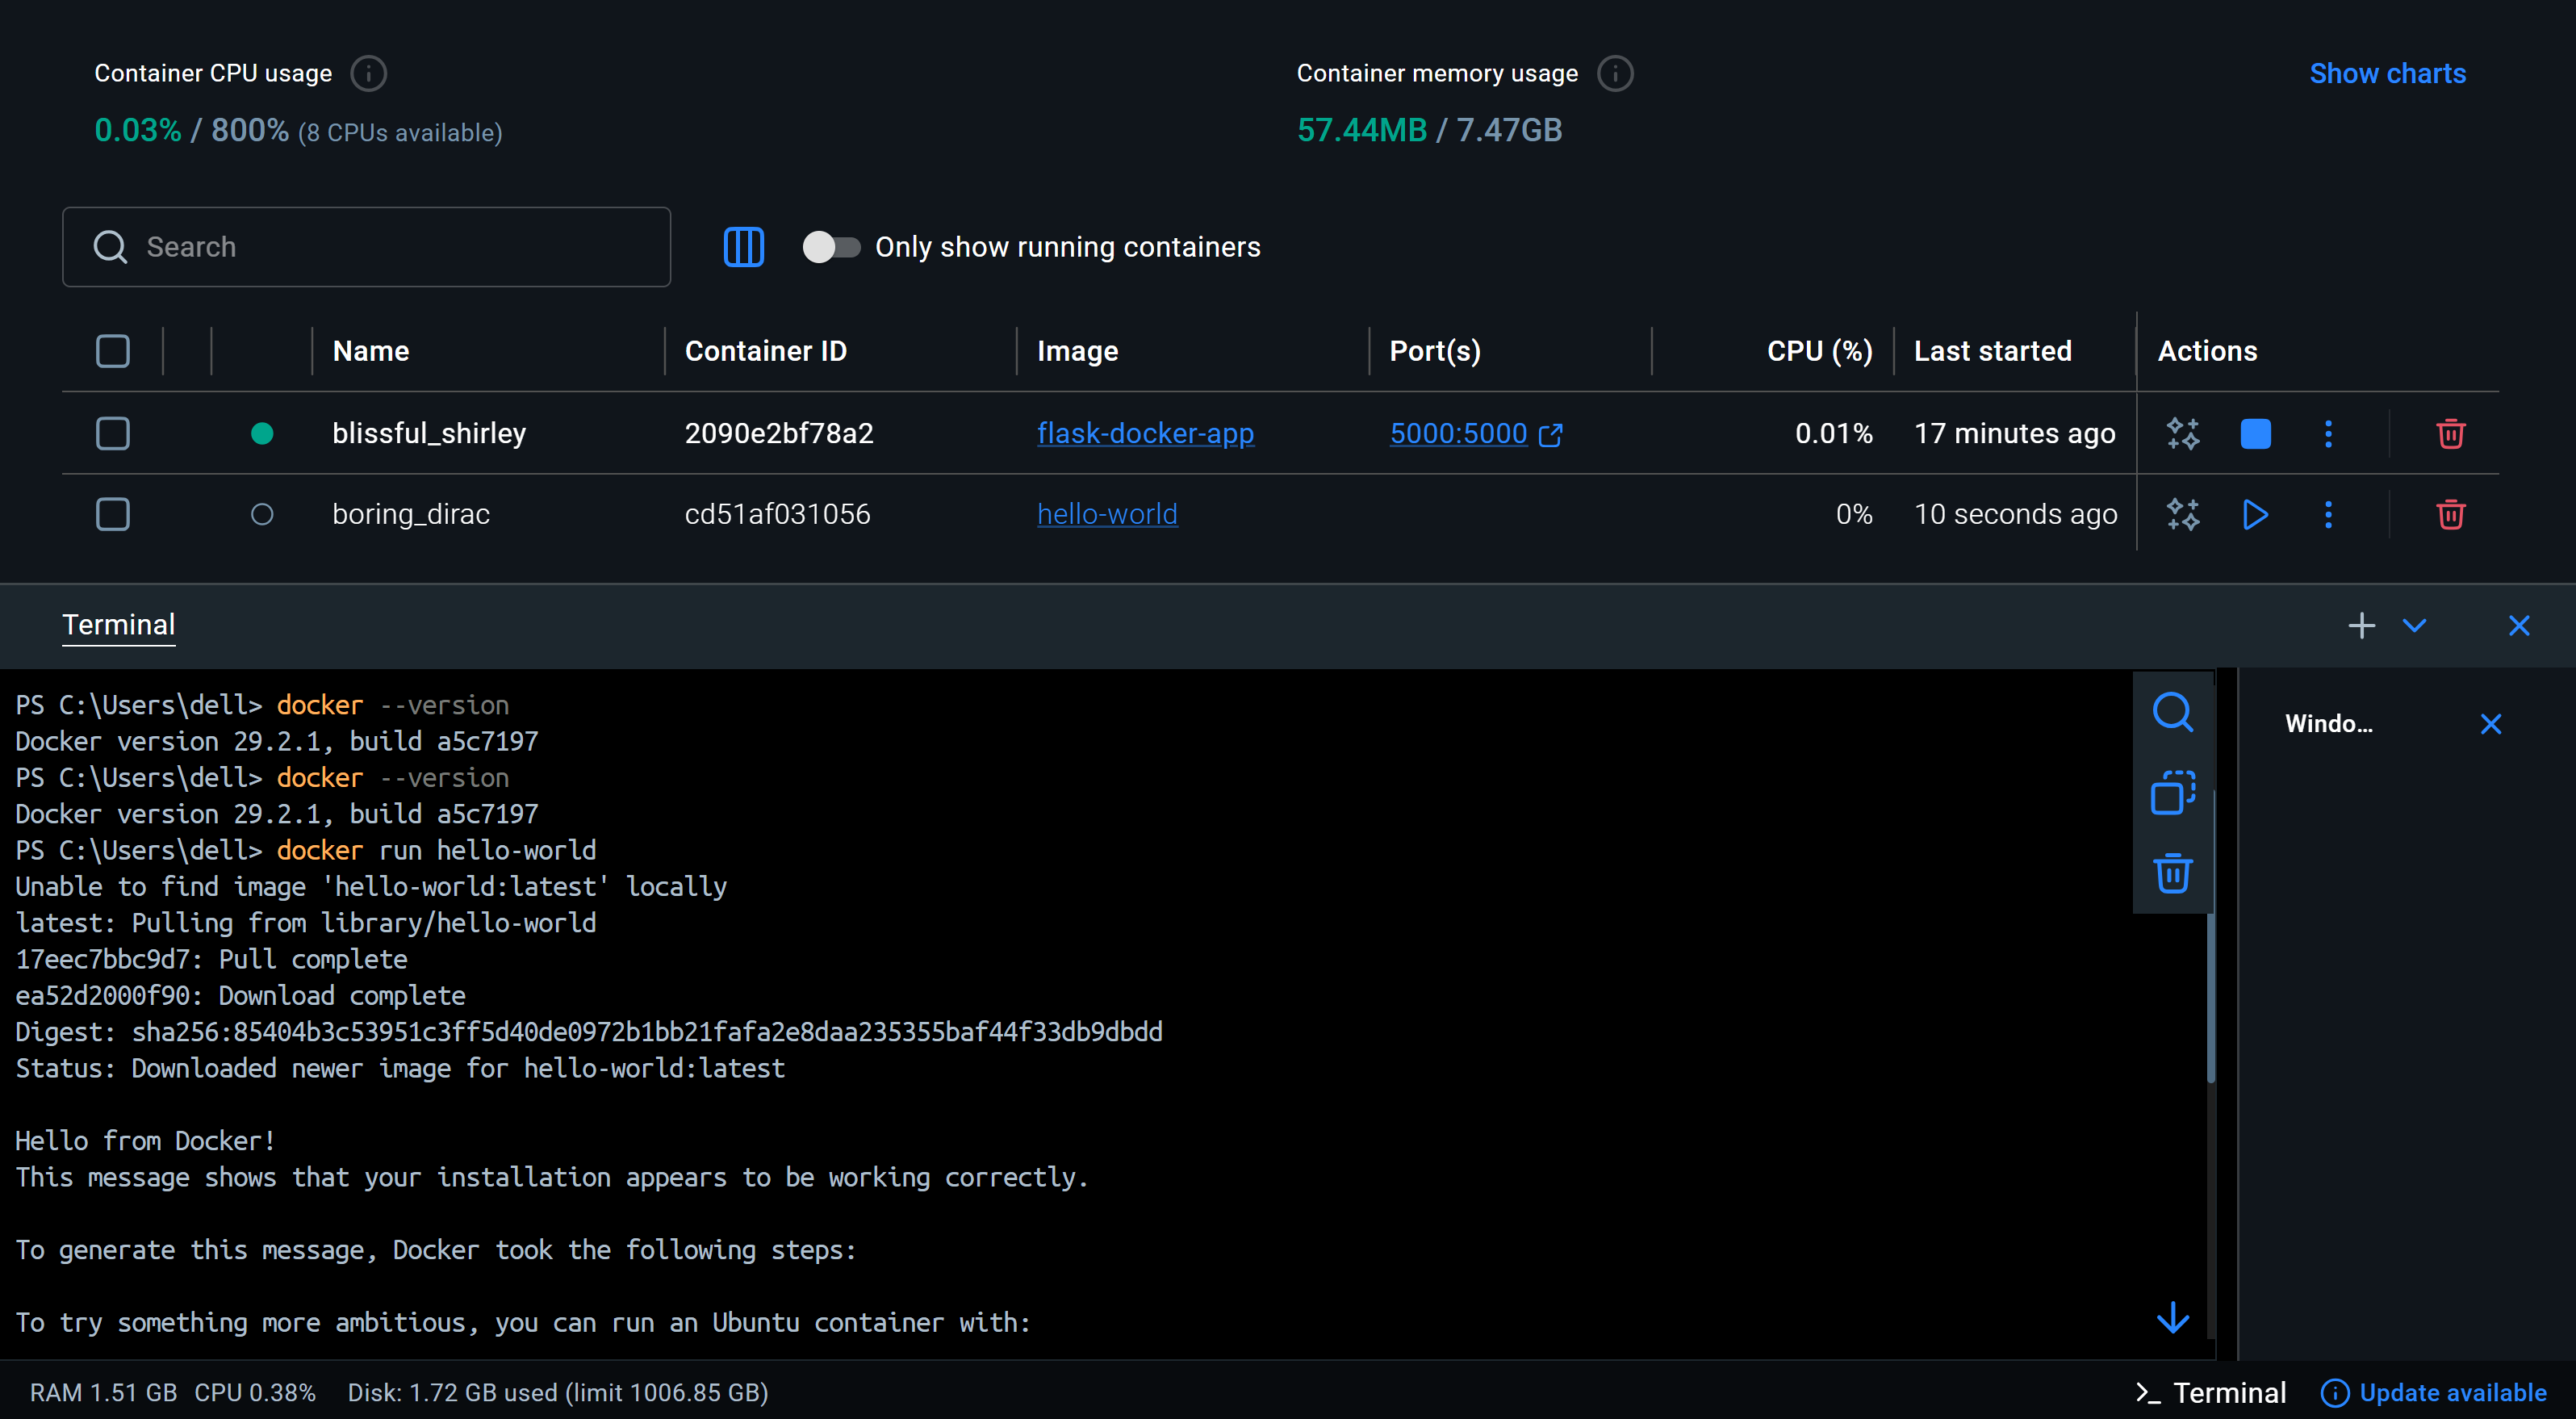 Container CPU usage
Container memory usage
Show charts
0.03% / 800% (8 CPUs available)
57.44MB / 7.47GB
Search
Only show running containers
Name Container ID Image Port(s) CPU (%) Last started Actions
blissful_shirley 2090e2bf78a2 flask-docker-app 5000:5000 0.01% 17 minutes ago
boring_dirac cd51af031056 hello-world 0% 10 seconds ago
Terminal
PS C:\Users\dell> docker --version
Docker version 29.2.1, build a5c7197
PS C:\Users\dell> docker --version
Docker version 29.2.1, build a5c7197
PS C:\Users\dell> docker run hello-world
Unable to find image 'hello-world:latest' locally
latest: Pulling from library/hello-world
17eec7bbc9d7: Pull complete
ea52d2000f90: Download complete
Digest: sha256:85404b3c53951c3ff5d40de0972b1bb21fafa2e8daa235355baf44f33db9dbdd
Status: Downloaded newer image for hello-world:latest
Hello from Docker!
This message shows that your installation appears to be working correctly.
To generate this message, Docker took the following steps:
To try something more ambitious, you can run an Ubuntu container with:
Windo...
RAM 1.51 GB CPU 0.38% Disk: 1.72 GB used (limit 1006.85 GB)
Terminal
Update available